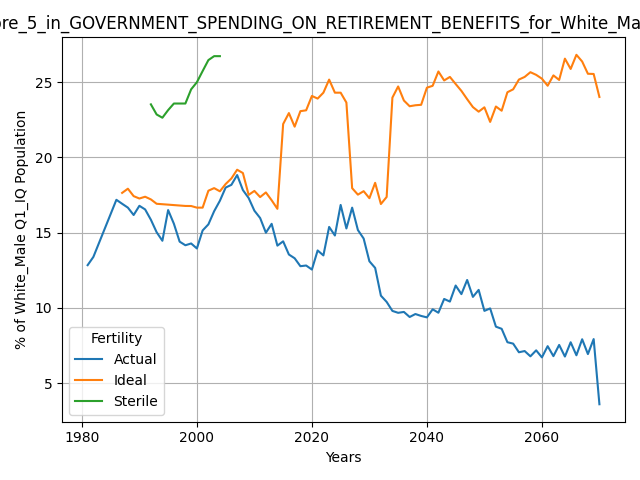 ore_5_in_GOVERNMENT_SPENDING_ON_RETIREMENT_BENEFITS_for_White_Ma
% of White_Male Q1_IQ Population
25
20
15
10
5
Fertility
Actual
Ideal
Sterile
1980 2000 2020 2040 2060
Years